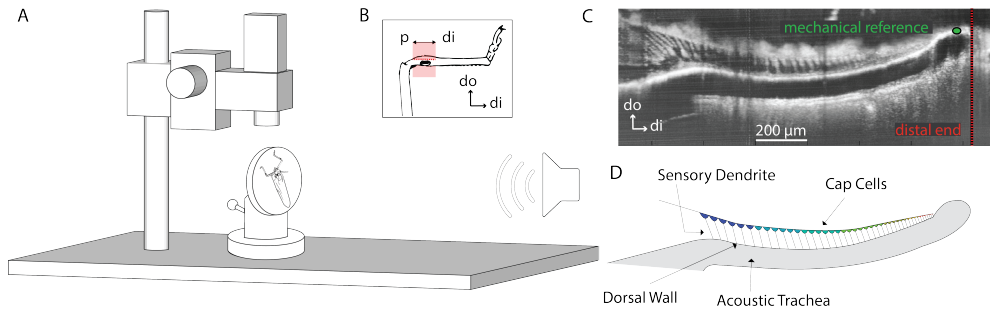 A
B
p di
do
di
C
mechanical reference
do
di
200 μm
distal end
D
Sensory Dendrite
Cap Cells
Dorsal Wall
Acoustic Trachea